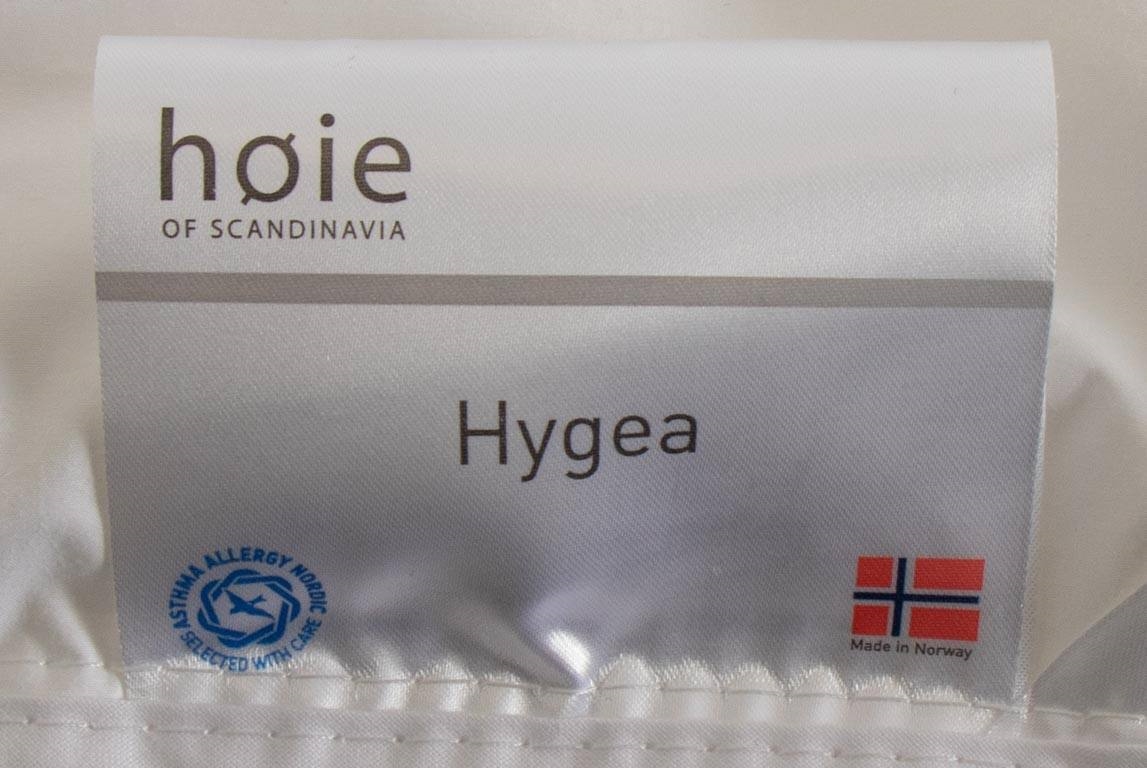 høie
OF SCANDINAVIA
Hygea
ASTHMA ALLERGY NORDIC
SELECTED WITH CARE
Made in Norway